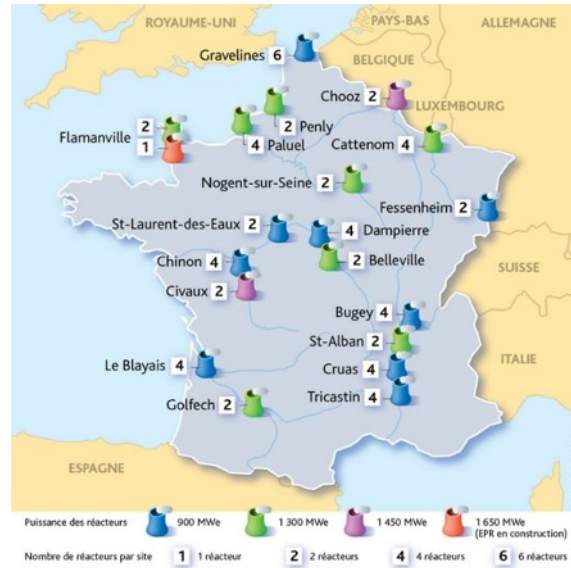 ROYAUME-UNI
PAYS-BAS
ALLEMAGNE
Gravelines 6
BELGIQUE
Chooz 2
LUXEMBOURG
2 Penly
Flamanville 2
1
4 Paluel
Cattenom 4
Nogent-sur-Seine 2
Fessenheim 2
St-Laurent-des-Eaux 2
4 Dampierre
Chinon 4
2 Belleville
SUISSE
Civaux 2
Bugey 4
St-Alban 2
ITALIE
Le Blayais 4
Cruas 4
Tricastin 4
Golfech 2
ESPAGNE
Puissance des réacteurs 900 MWe 1 300 MWe 1 450 MWe 1 650 MWe
(EPR en construction)
Nombre de réacteurs par site 1 1 réacteur 2 2 réacteurs 4 4 réacteurs 6 6 réacteurs